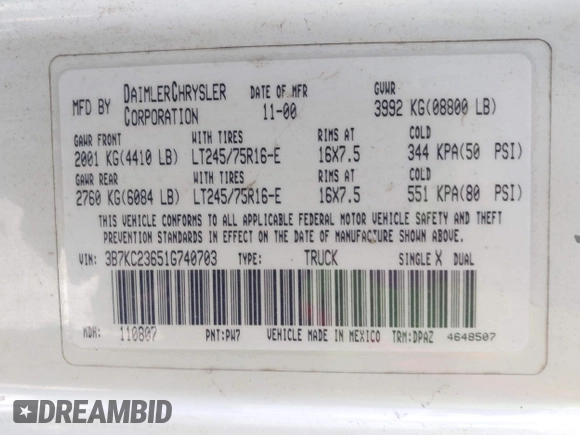 MFD BY DAIMLERCHRYSLER CORPORATION DATE OF MFR 11-00 GVWR 3992 KG(08800 LB)
GAWR FRONT WITH TIRES RIMS AT COLD
2001 KG(4410 LB) LT245/75R16-E 16X7.5 344 KPA(50 PSI)
GAWR REAR WITH TIRES RIMS AT COLD
2760 KG(6084 LB) LT245/75R16-E 16X7.5 551 KPA(80 PSI)
THIS VEHICLE CONFORMS TO ALL APPLICABLE FEDERAL MOTOR VEHICLE SAFETY AND THEFT
PREVENTION STANDARDS IN EFFECT ON THE DATE OF MANUFACTURE SHOWN ABOVE.
VIN: 3B7KC23651G740703 TYPE: TRUCK SINGLE X DUAL
MDH: 110807 PNT:PW7 VEHICLE MADE IN MEXICO TRM:DPAZ 4648507
DREAMBID